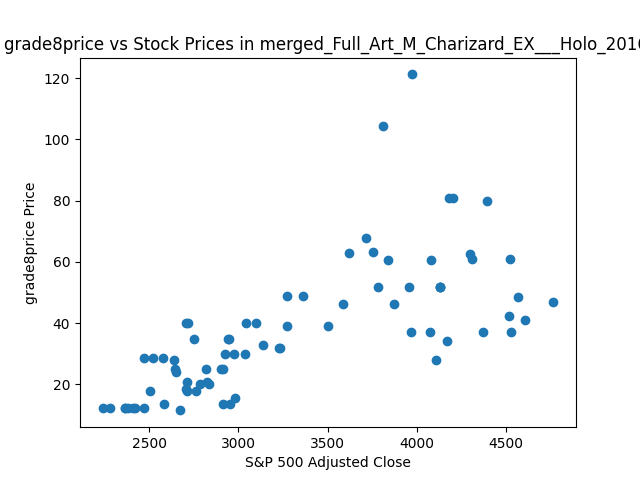 grade8price vs Stock Prices in merged_Full_Art_M_Charizard_EX___Holo_2016
120
100
80
60
40
20
grade8price Price
2500 3000 3500 4000 4500
S&P 500 Adjusted Close